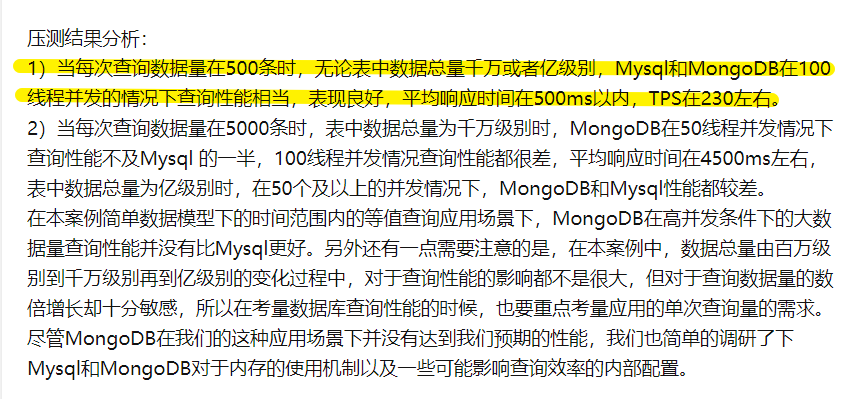 压测结果分析：
1）当每次查询数据量在500条时，无论表中数据总量千万或者亿级别，Mysql和MongoDB在100
线程并发的情况下查询性能相当，表现良好，平均响应时间在500ms以内，TPS在230左右。
2）当每次查询数据量在5000条时，表中数据总量为千万级别时，MongoDB在50线程并发情况下
查询性能不及Mysql 的一半，100线程并发情况查询性能都很差，平均响应时间在4500ms左右，
表中数据总量为亿级别时，在50个及以上的并发情况下，MongoDB和Mysql性能都较差。
在本案例简单数据模型下的时间范围内的等值查询应用场景下，MongoDB在高并发条件下的大数
据量查询性能并没有比Mysql更好。另外还有一点需要注意的是，在本案例中，数据总量由百万级
别到千万级别再到亿级别的变化过程中，对于查询性能的影响都不是很大，但对于查询数据量的数
倍增长却十分敏感，所以在考量数据库查询性能的时候，也要重点考量应用的单次查询量的需求。
尽管MongoDB在我们的这种应用场景下并没有达到我们预期的性能，我们也简单的调研了下
Mysql和MongoDB对于内存的使用机制以及一些可能影响查询效率的内部配置。